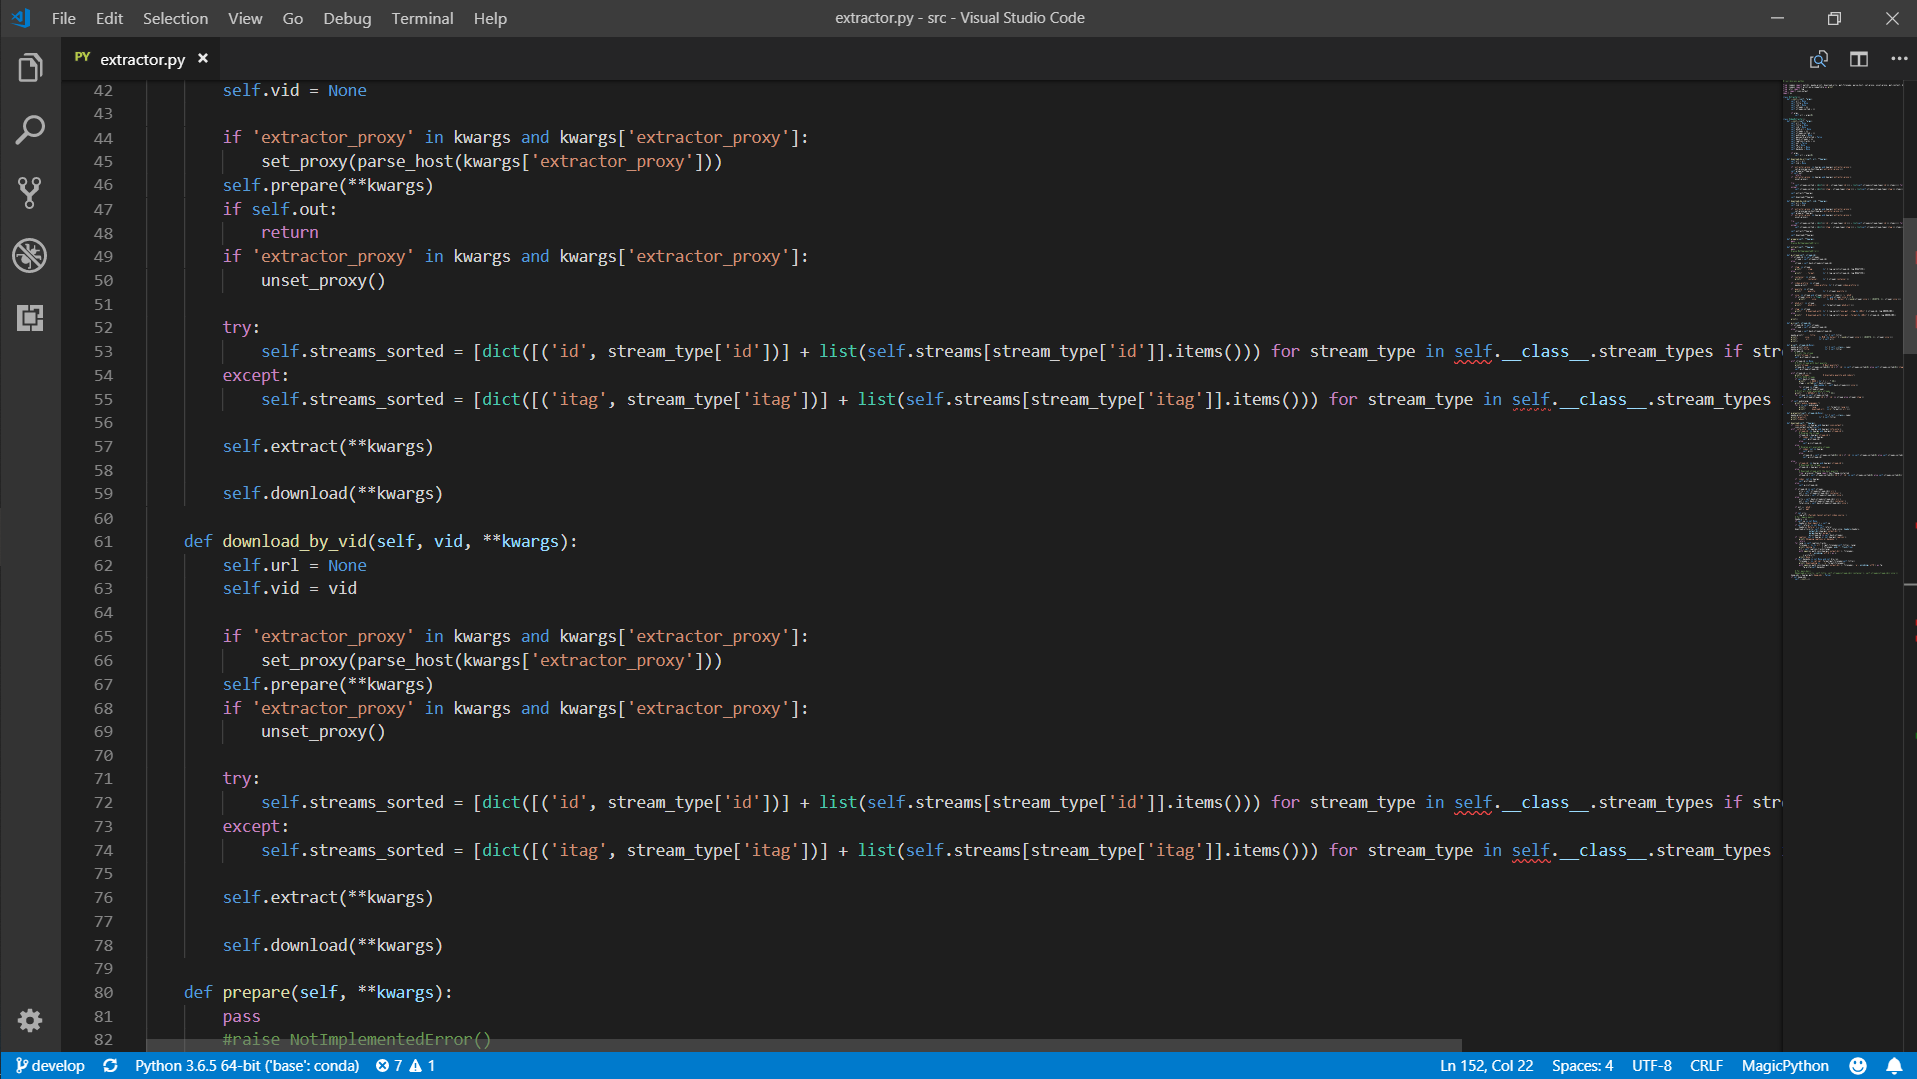 File Edit Selection View Go Debug Terminal Help
extractor.py - src - Visual Studio Code
PY extractor.py
42 self.vid = None
43
44 if 'extractor_proxy' in kwargs and kwargs['extractor_proxy']:
45 set_proxy(parse_host(kwargs['extractor_proxy']))
46 self.prepare(**kwargs)
47 if self.out:
48 return
49 if 'extractor_proxy' in kwargs and kwargs['extractor_proxy']:
50 unset_proxy()
51
52 try:
53 self.streams_sorted = [dict([('id', stream_type['id'])] + list(self.streams[stream_type['id']].items())) for stream_type in self.__class__.stream_types if str
54 except:
55 self.streams_sorted = [dict([('itag', stream_type['itag'])] + list(self.streams[stream_type['itag']].items())) for stream_type in self.__class__.stream_types
56
57 self.extract(**kwargs)
58
59 self.download(**kwargs)
60
61 def download_by_vid(self, vid, **kwargs):
62 self.url = None
63 self.vid = vid
64
65 if 'extractor_proxy' in kwargs and kwargs['extractor_proxy']:
66 set_proxy(parse_host(kwargs['extractor_proxy']))
67 self.prepare(**kwargs)
68 if 'extractor_proxy' in kwargs and kwargs['extractor_proxy']:
69 unset_proxy()
70
71 try:
72 self.streams_sorted = [dict([('id', stream_type['id'])] + list(self.streams[stream_type['id']].items())) for stream_type in self.__class__.stream_types if str
73 except:
74 self.streams_sorted = [dict([('itag', stream_type['itag'])] + list(self.streams[stream_type['itag']].items())) for stream_type in self.__class__.stream_types
75
76 self.extract(**kwargs)
77
78 self.download(**kwargs)
79
80 def prepare(self, **kwargs):
81 pass
82 #raise NotImplementedError()
develop Python 3.6.5 64-bit ('base': conda) 7 1 Ln 152, Col 22 Spaces: 4 UTF-8 CRLF MagicPython